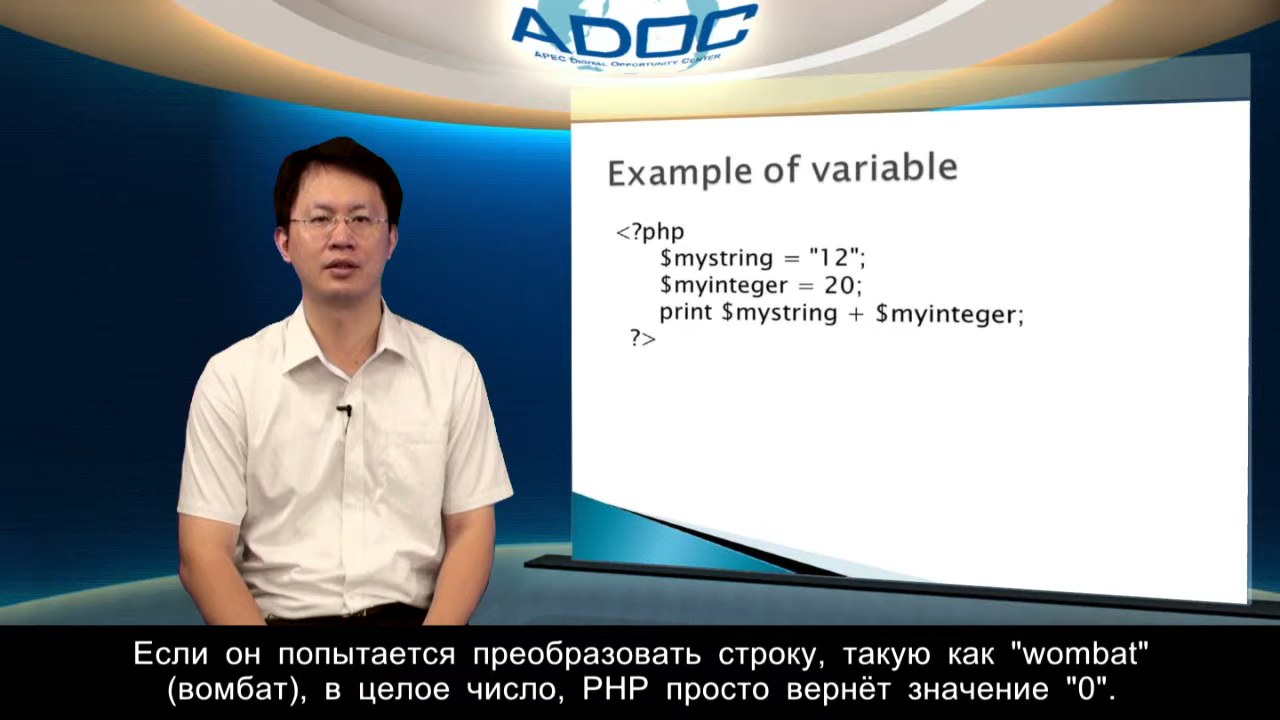 ADOC
APEC DIGITAL OPPORTUNITY CENTER
Example of variable
<?php
$mystring = "12";
$myinteger = 20;
print $mystring + $myinteger;
?>
Если он попытается преобразовать строку, такую как "wombat"
(вомбат), в целое число, PHP просто вернёт значение "0".